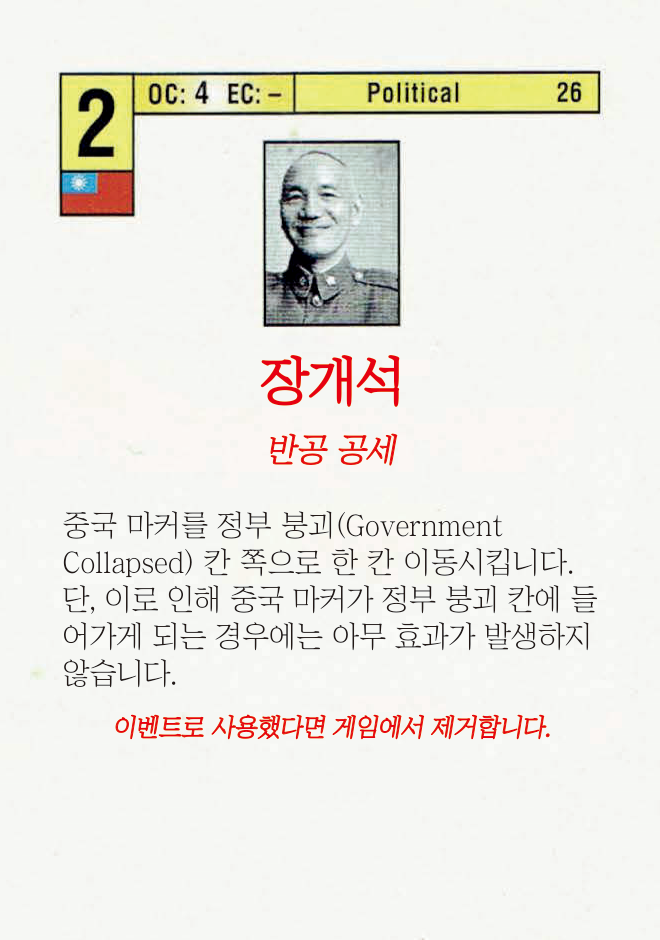 2
OC: 4 EC: – Political 26
장개석
반공 공세
중국 마커를 정부 붕괴(Government
Collapsed) 칸 쪽으로 한 칸 이동시킵니다.
단, 이로 인해 중국 마커가 정부 붕괴 칸에 들
어가게 되는 경우에는 아무 효과가 발생하지
않습니다.
이벤트로 사용했다면 게임에서 제거합니다.